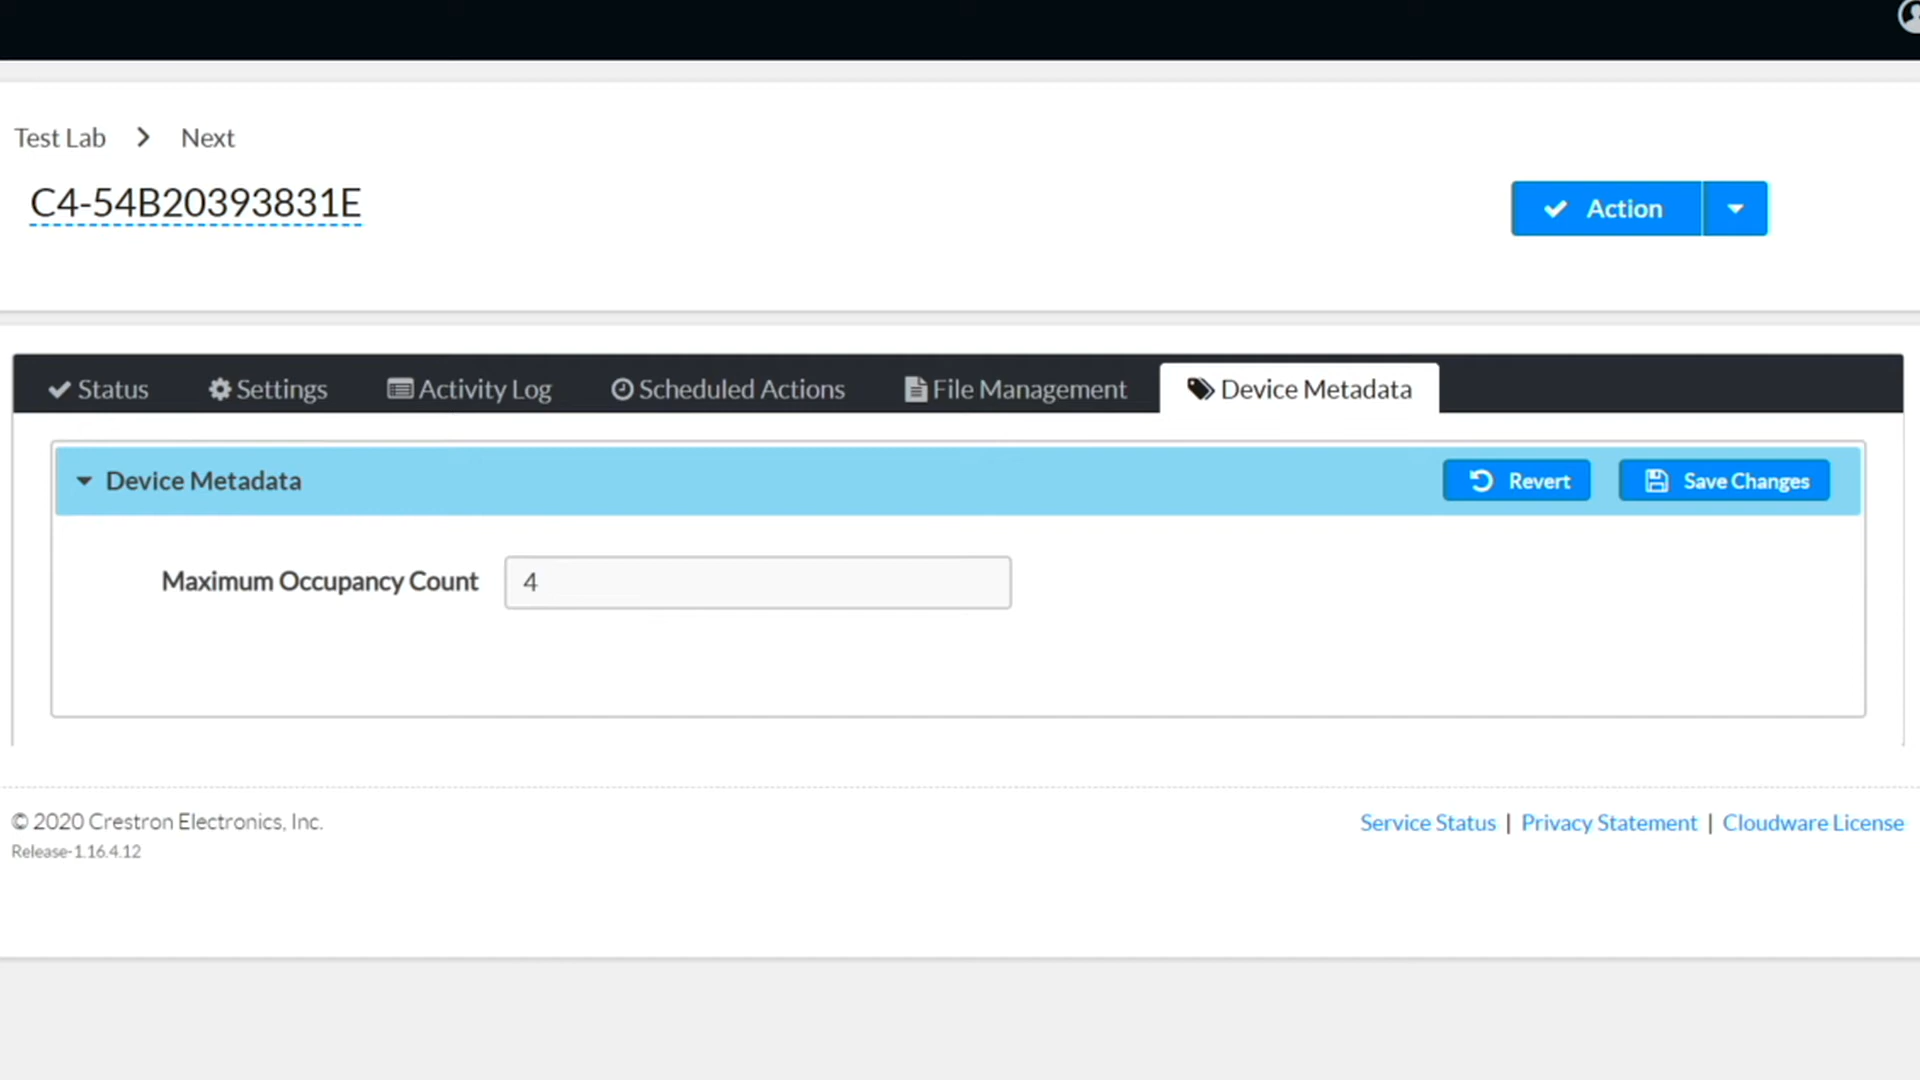 Test Lab > Next
C4-54B20393831E
Action
Status Settings Activity Log Scheduled Actions File Management Device Metadata
Device Metadata Revert Save Changes
Maximum Occupancy Count 4
© 2020 Crestron Electronics, Inc. Service Status | Privacy Statement | Cloudware License
Release-1.16.4.12